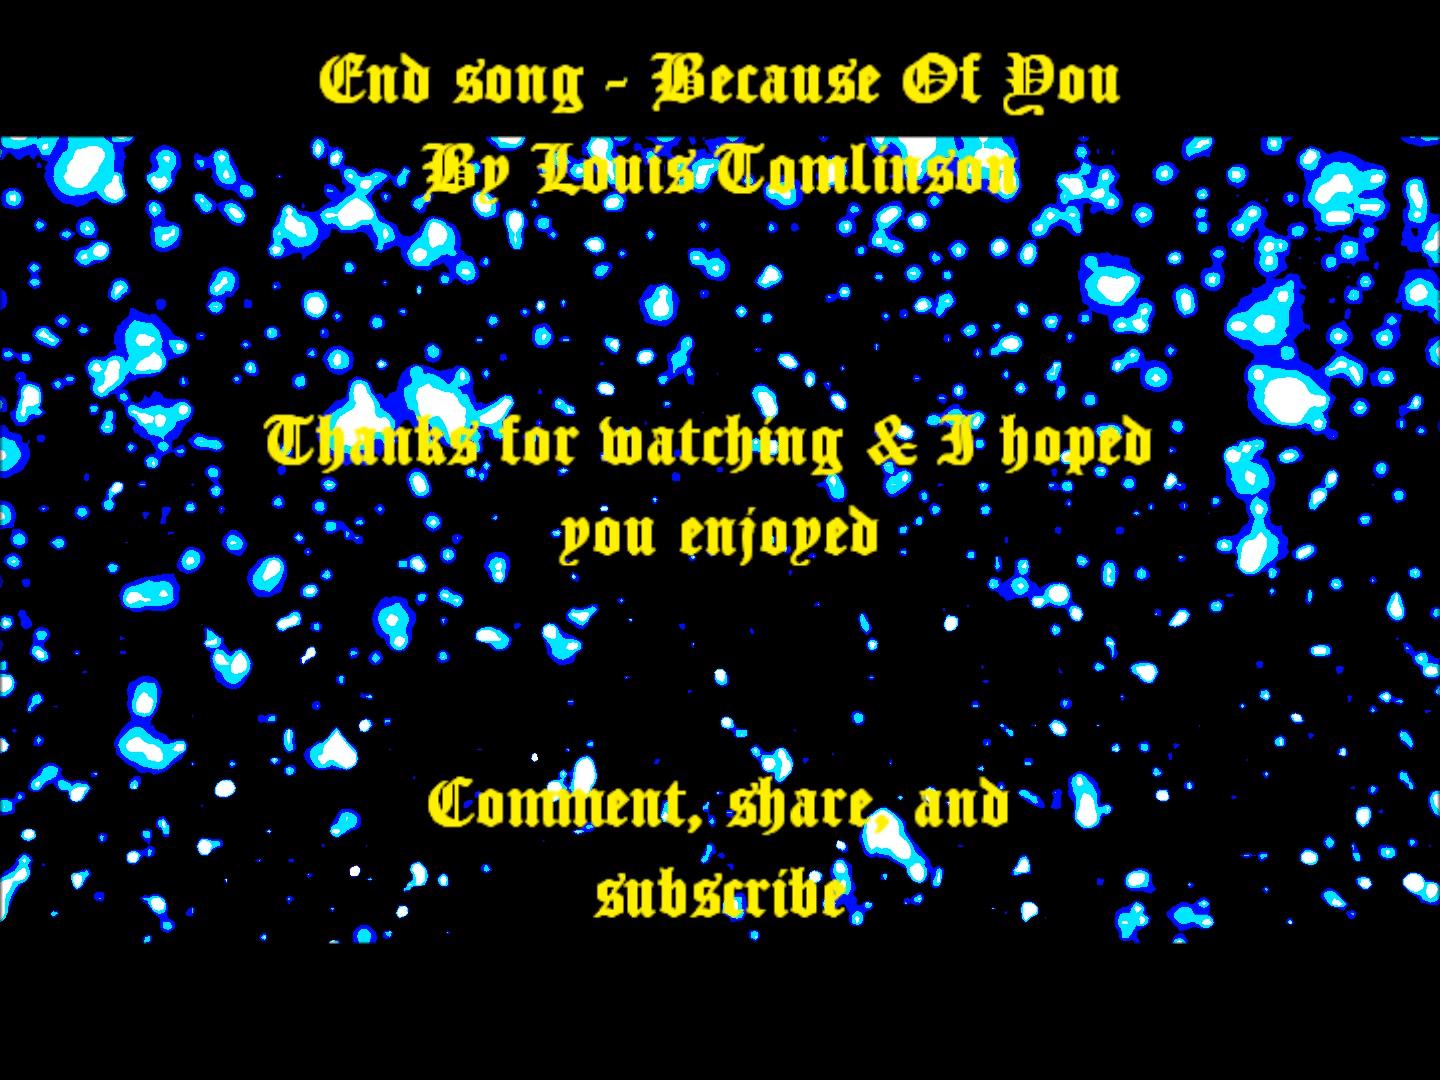 End song - Because Of You
By Louis Tomlinson
Thanks for watching & I hoped
you enjoyed
Comment, share, and
subscribe